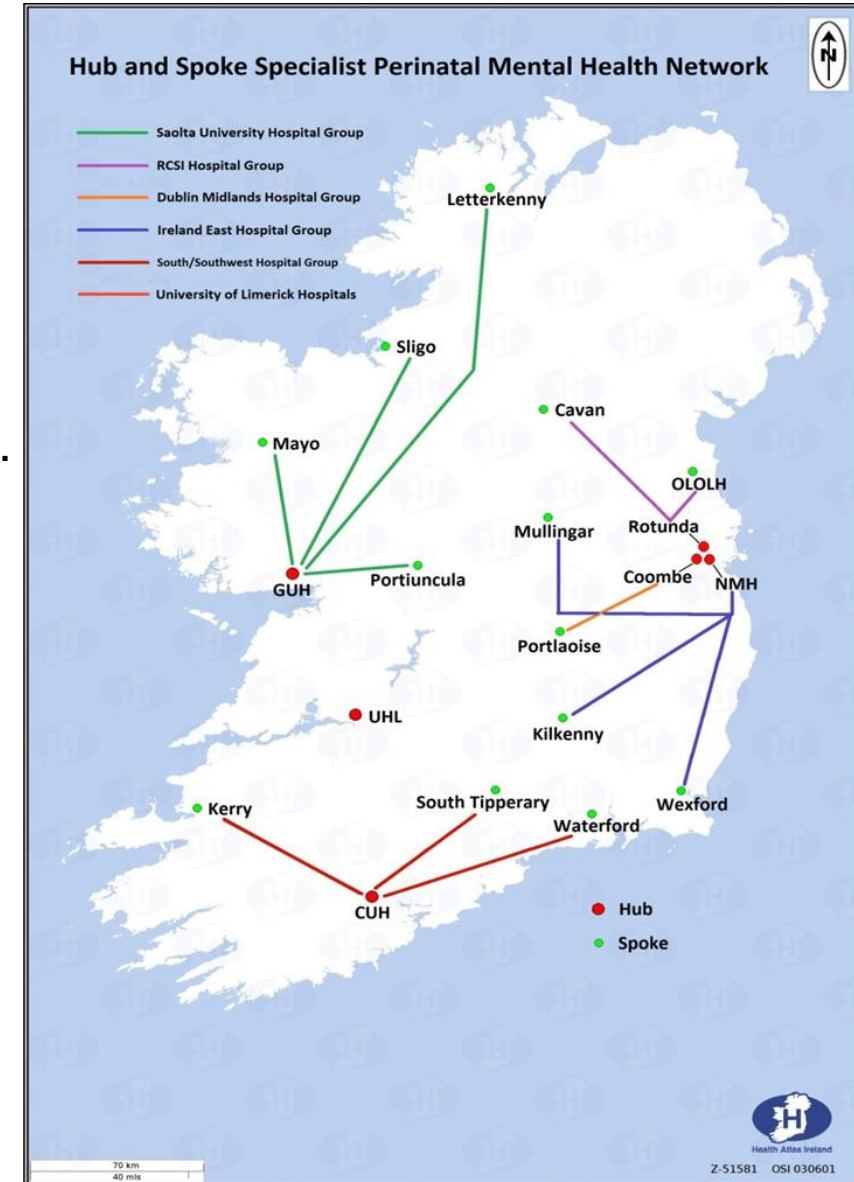 Hub and Spoke Specialist Perinatal Mental Health Network
N
Saolta University Hospital Group
RCSI Hospital Group
Dublin Midlands Hospital Group
Ireland East Hospital Group
South/Southwest Hospital Group
University of Limerick Hospitals
Letterkenny
Sligo
Cavan
Mayo
OLOLH
Mullingar
Rotunda
Coombe
NMH
GUH
Portiuncula
Portlaoise
UHL
Kilkenny
Kerry
South Tipperary
Wexford
Waterford
CUH
Hub
Spoke
.
H
Health Atlas Ireland
70 km
40 mls
Z-51581 OSI 030601